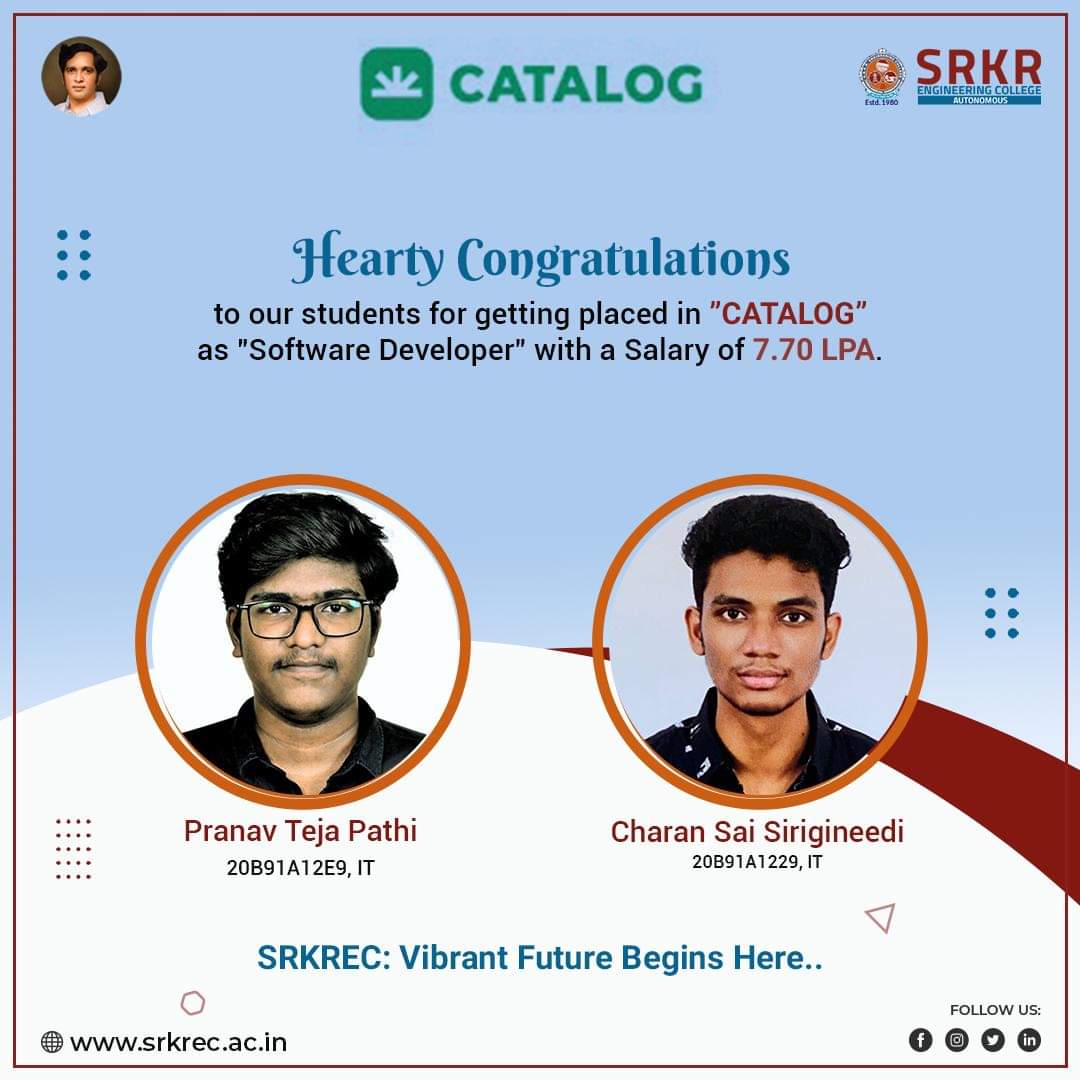 CATALOG
Estd. 1980
SRKR
ENGINEERING COLLEGE
AUTONOMOUS
Hearty Congratulations
to our students for getting placed in ”CATALOG”
as "Software Developer" with a Salary of 7.70 LPA.
Pranav Teja Pathi
20B91A12E9, IT
Charan Sai Sirigineedi
20B91A1229, IT
SRKREC: Vibrant Future Begins Here..
www.srkrec.ac.in
FOLLOW US: